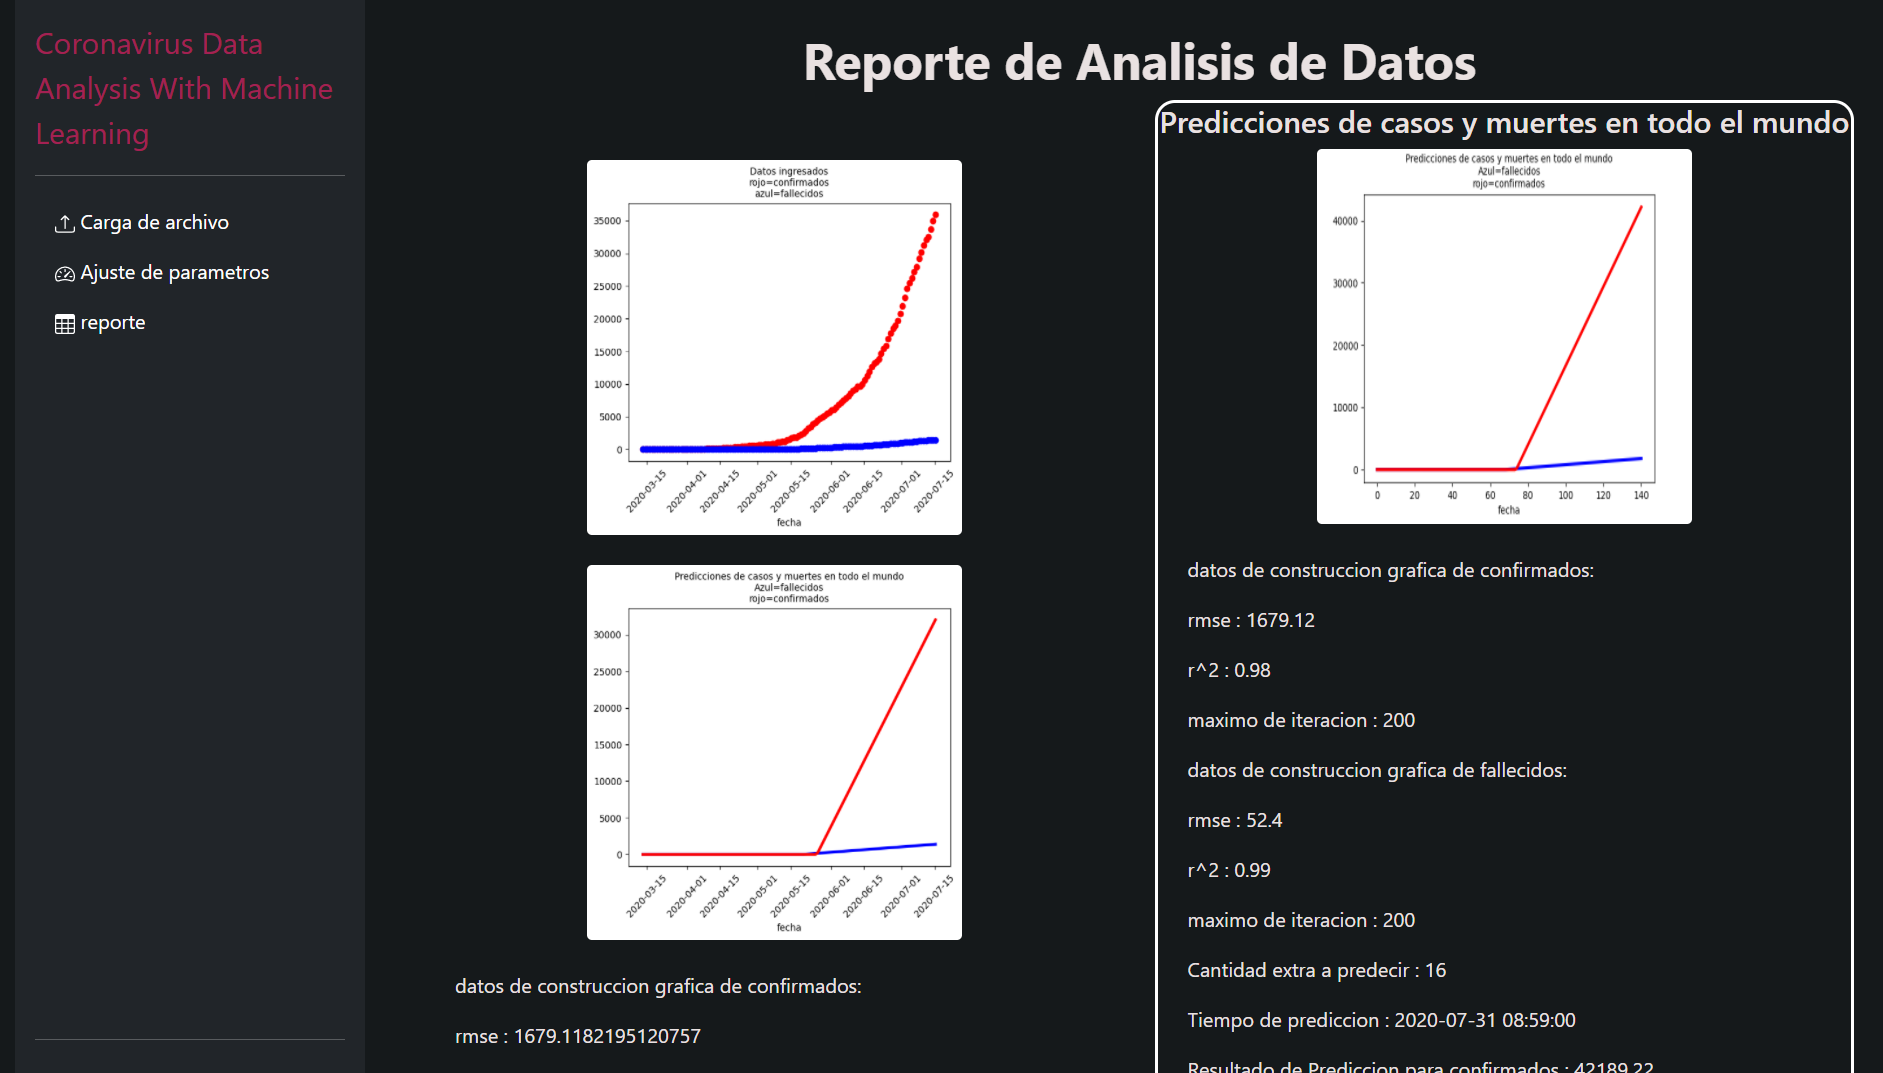 Coronavirus Data
Analysis With Machine
Learning
Carga de archivo
Ajuste de parametros
reporte
Reporte de Analisis de Datos
Datos ingresados
rojo=confirmados
azul=fallecidos
35000
30000
25000
20000
15000
10000
5000
0
2020-03-15
2020-04-01
2020-04-15
2020-05-01
2020-05-15
2020-06-01
2020-06-15
2020-07-01
2020-07-15
fecha
Predicciones de casos y muertes en todo el mundo
Azul=fallecidos
rojo=confirmados
30000
25000
20000
15000
10000
5000
0
2020-03-15
2020-04-01
2020-04-15
2020-05-01
2020-05-15
2020-06-01
2020-06-15
2020-07-01
2020-07-15
fecha
datos de construccion grafica de confirmados:
rmse : 1679.1182195120757
Predicciones de casos y muertes en todo el mundo
Predicciones de casos y muertes en todo el mundo
Azul=fallecidos
rojo=confirmados
40000
30000
20000
10000
0
0 20 40 60 80 100 120 140
fecha
datos de construccion grafica de confirmados:
rmse : 1679.12
r^2 : 0.98
maximo de iteracion : 200
datos de construccion grafica de fallecidos:
rmse : 52.4
r^2 : 0.99
maximo de iteracion : 200
Cantidad extra a predecir : 16
Tiempo de prediccion : 2020-07-31 08:59:00
Resultado de Prediccion para confirmados : 42189.22